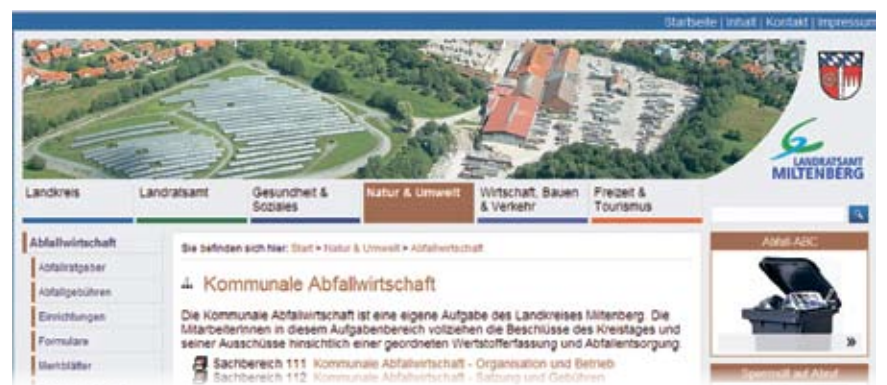 Startseite | Inhalt | Kontakt | Impressum
LANDRATSAMT
MILTENBERG
Landkreis
Landratsamt
Gesundheit &
Soziales
Natur & Umwelt
Wirtschaft, Bauen
& Verkehr
Freizeit &
Tourismus
Abfallwirtschaft
Abfallratgeber
Abfallgebühren
Einrichtungen
Formulare
Merkblätter
Sie befinden sich hier: Start » Natur & Umwelt » Abfallwirtschaft
Kommunale Abfallwirtschaft
Die Kommunale Abfallwirtschaft ist eine eigene Aufgabe des Landkreises Miltenberg. Die
MitarbeiterInnen in diesem Aufgabenbereich vollziehen die Beschlüsse des Kreistages und
seiner Ausschüsse hinsichtlich einer geordneten Wertstofferfassung und Abfallentsorgung.
Sachbereich 111 Kommunale Abfallwirtschaft - Organisation und Betrieb
Sachbereich 112 Kommunale Abfallwirtschaft - Satzung und Gebühren
Abfall-ABC
»
Sperrmüll auf Abruf